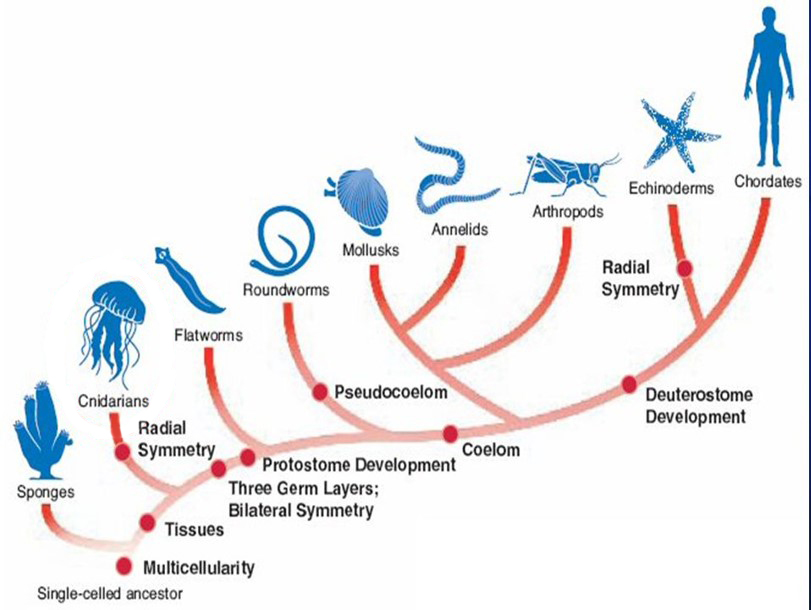 Chordates
Echinoderms
Arthropods
Annelids
Mollusks
Radial
Symmetry
Roundworms
Flatworms
Pseudocoelom
Deuterostome
Development
Cnidarians
Radial
Symmetry
Coelom
Protostome Development
Three Germ Layers;
Bilateral Symmetry
Sponges
Tissues
Multicellularity
Single-celled ancestor